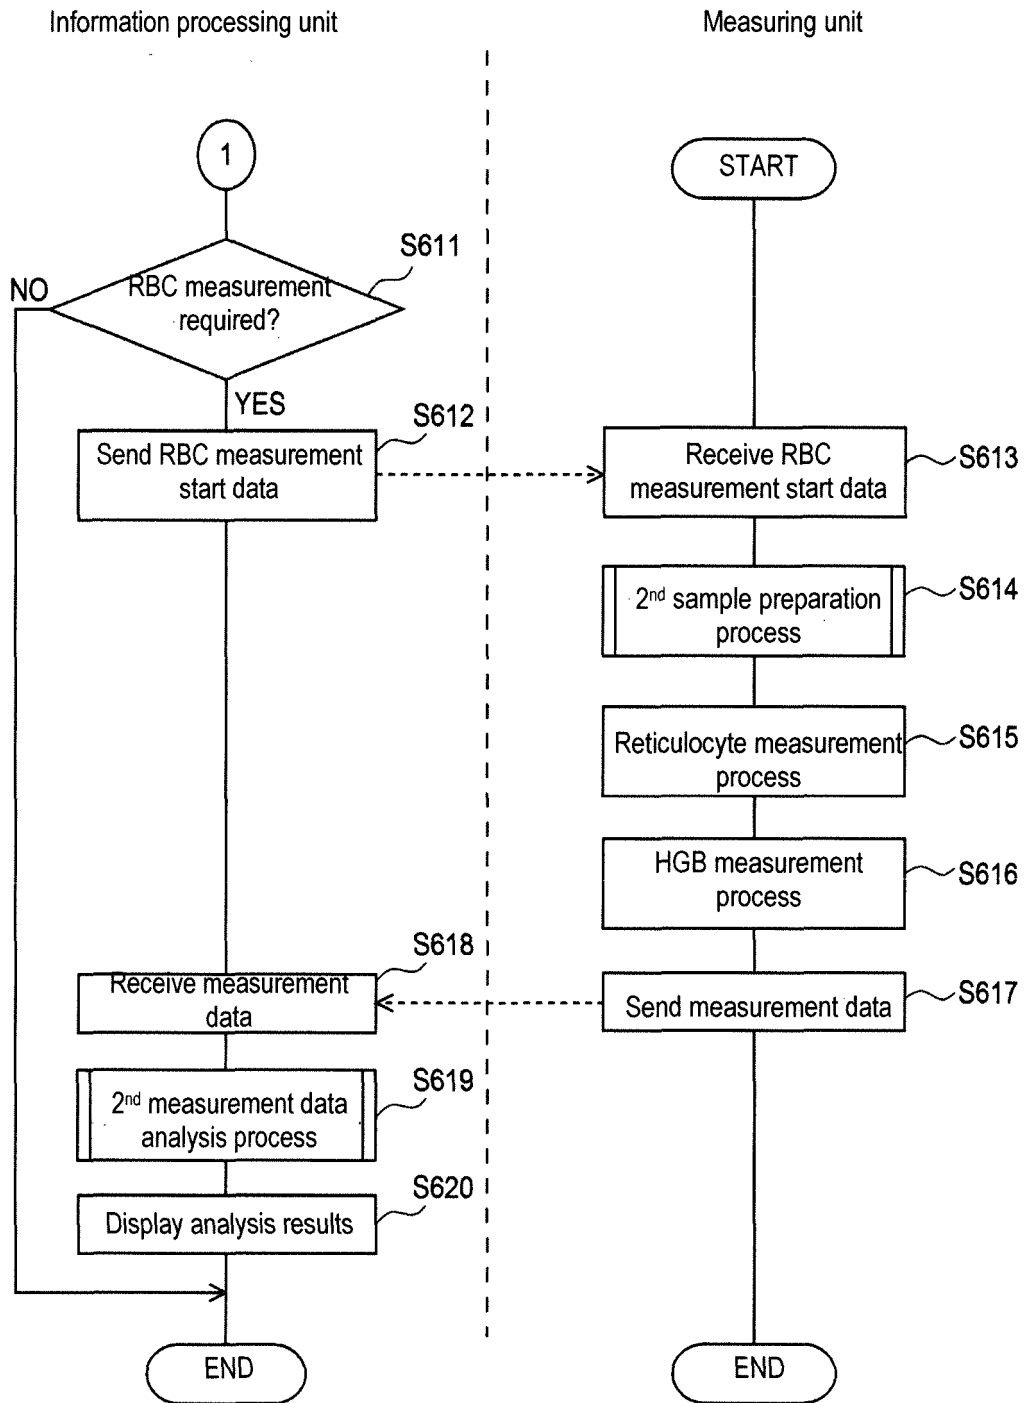 Information processing unit
Measuring unit
1
START
S611
NO
RBC measurement
required?
YES
S612
Send RBC measurement
start data
Receive RBC
measurement start data
S613
2nd sample preparation
process
S614
Reticulocyte measurement
process
S615
HGB measurement
process
S616
S618
Receive measurement
data
Send measurement data
S617
S619
2nd measurement data
analysis process
S620
Display analysis results
END
END